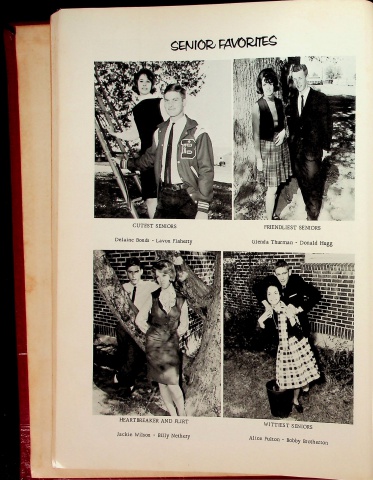 SENIOR FAVORITES
CUTEST SENIORS
Delaine Bonds - Lavon Flaherty
FRIENDLIEST SENIORS
Glenda Thurman - Donald Hagg
HEARTBREAKER AND FLIRT
Jackie Wilson - Billy Nethery
WITTIEST SENIORS
Alice Fulton - Bobby Brotherton